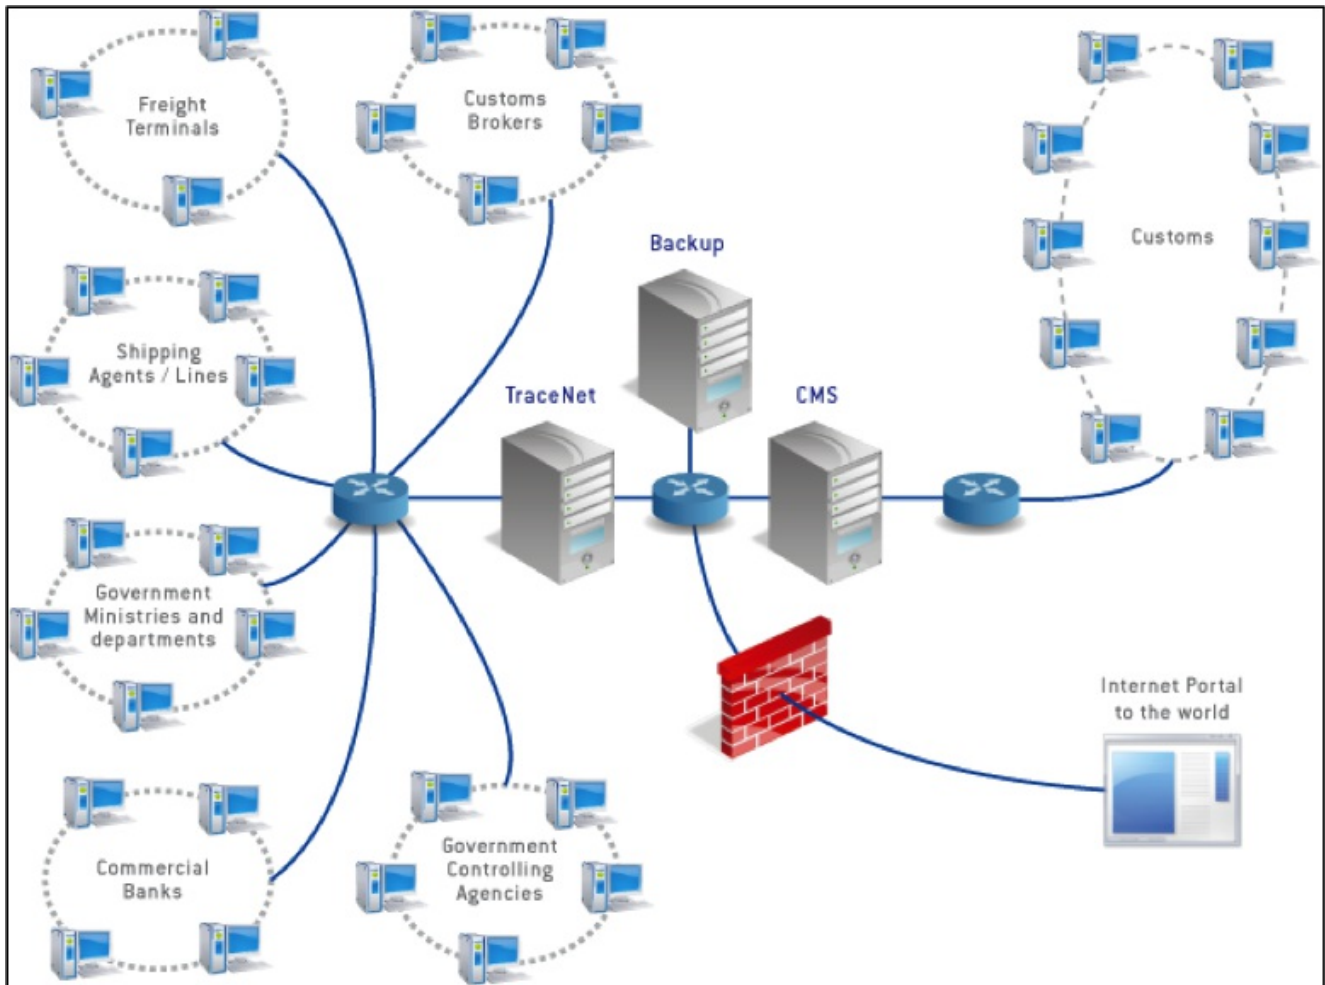 Freight
Terminals
Customs
Brokers
Customs
Backup
Shipping
Agents / Lines
TraceNet
CMS
Government
Ministries and
departments
Internet Portal
to the world
Commercial
Banks
Government
Controlling
Agencies